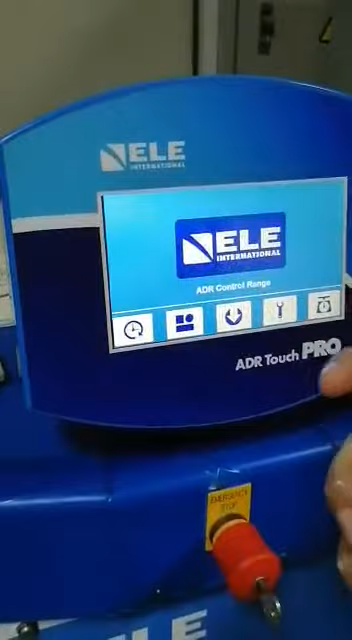 ELE
INTERNATIONAL
ELE
INTERNATIONAL
ADR Control Range
ADR Touch PRO
EMERGENCY
STOP
ELE